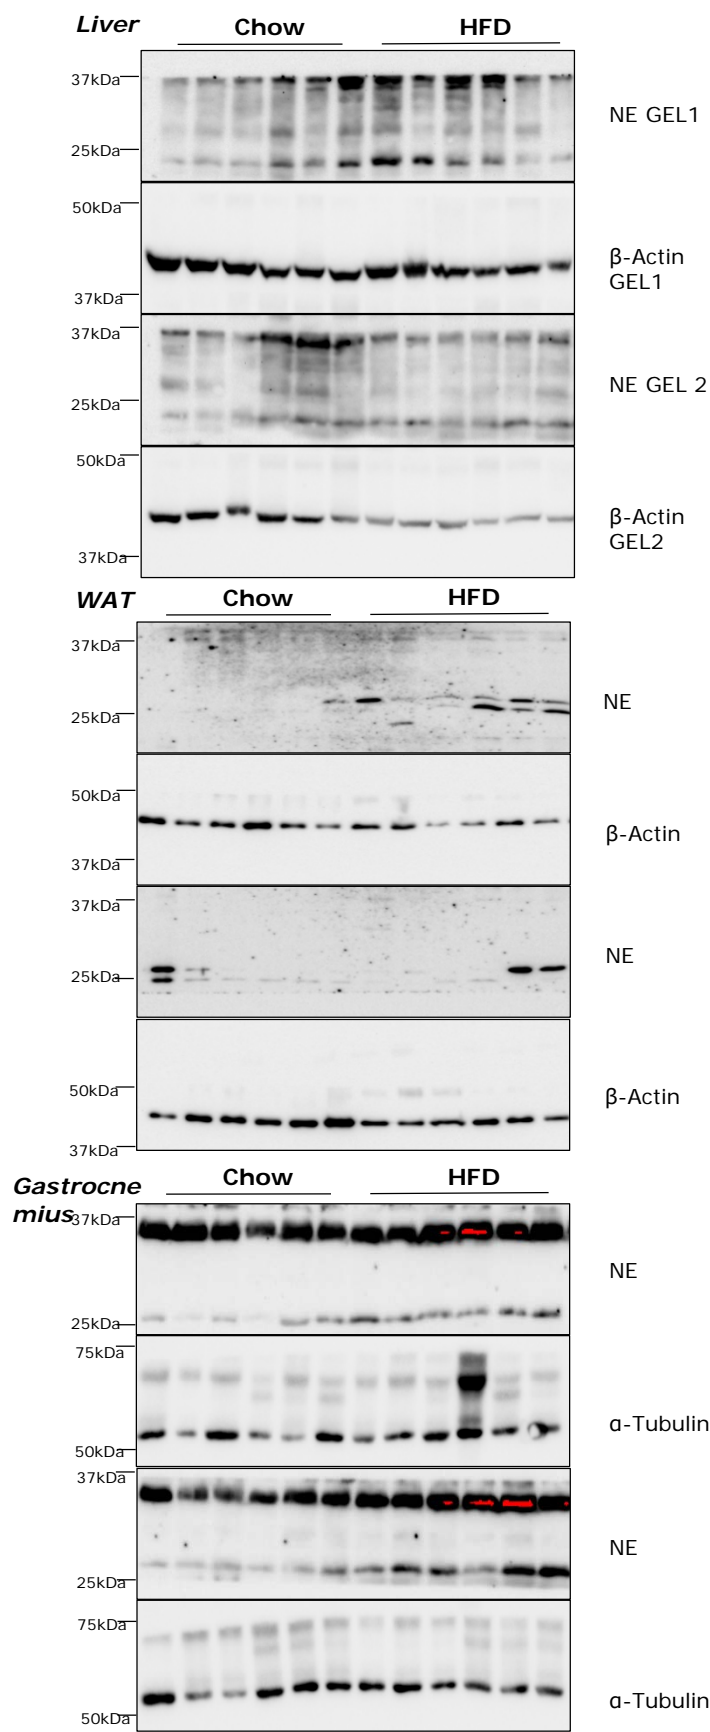 Liver Chow HFD
37kDa
NE GEL1
25kDa
50kDa
β-Actin
GEL1
37kDa
37kDa
NE GEL 2
25kDa
50kDa
β-Actin
GEL2
37kDa
WAT Chow HFD
37kDa
NE
25kDa
50kDa
β-Actin
37kDa
37kDa
NE
25kDa
50kDa
β-Actin
37kDa
Chow HFD
Gastrocne
mius
37kDa
NE
25kDa
75kDa
α-Tubulin
50kDa
37kDa
NE
25kDa
75kDa
α-Tubulin
50kDa